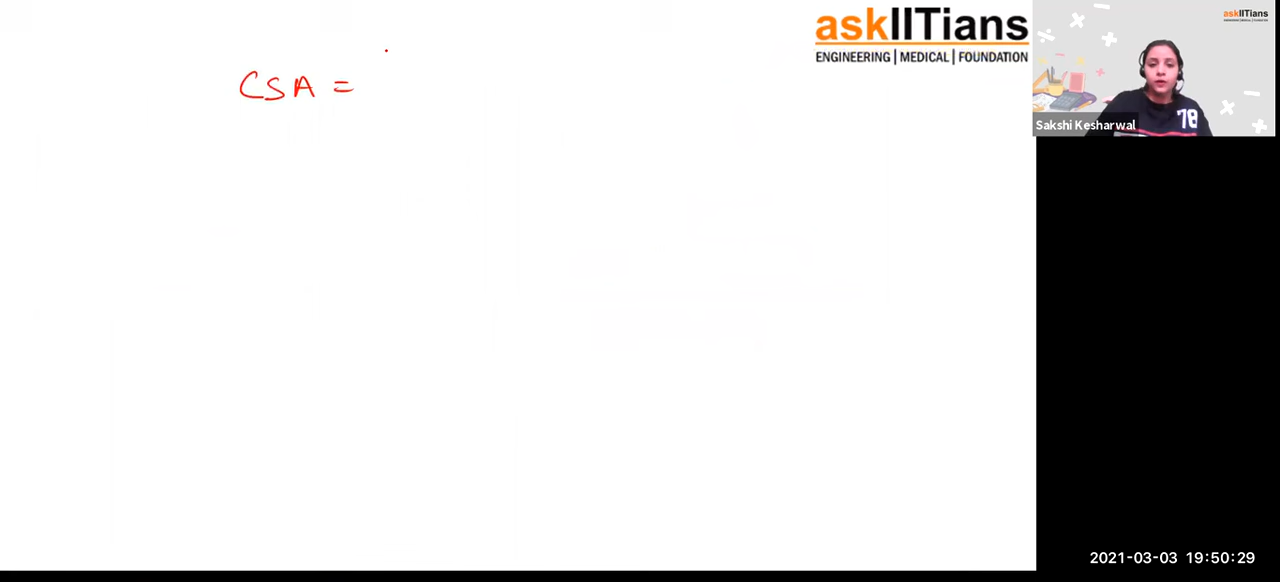 askIITians
ENGINEERING | MEDICAL | FOUNDATION
askIITians
CSA =
78
Sakshi Kesharwal
2021-03-03 19:50:29